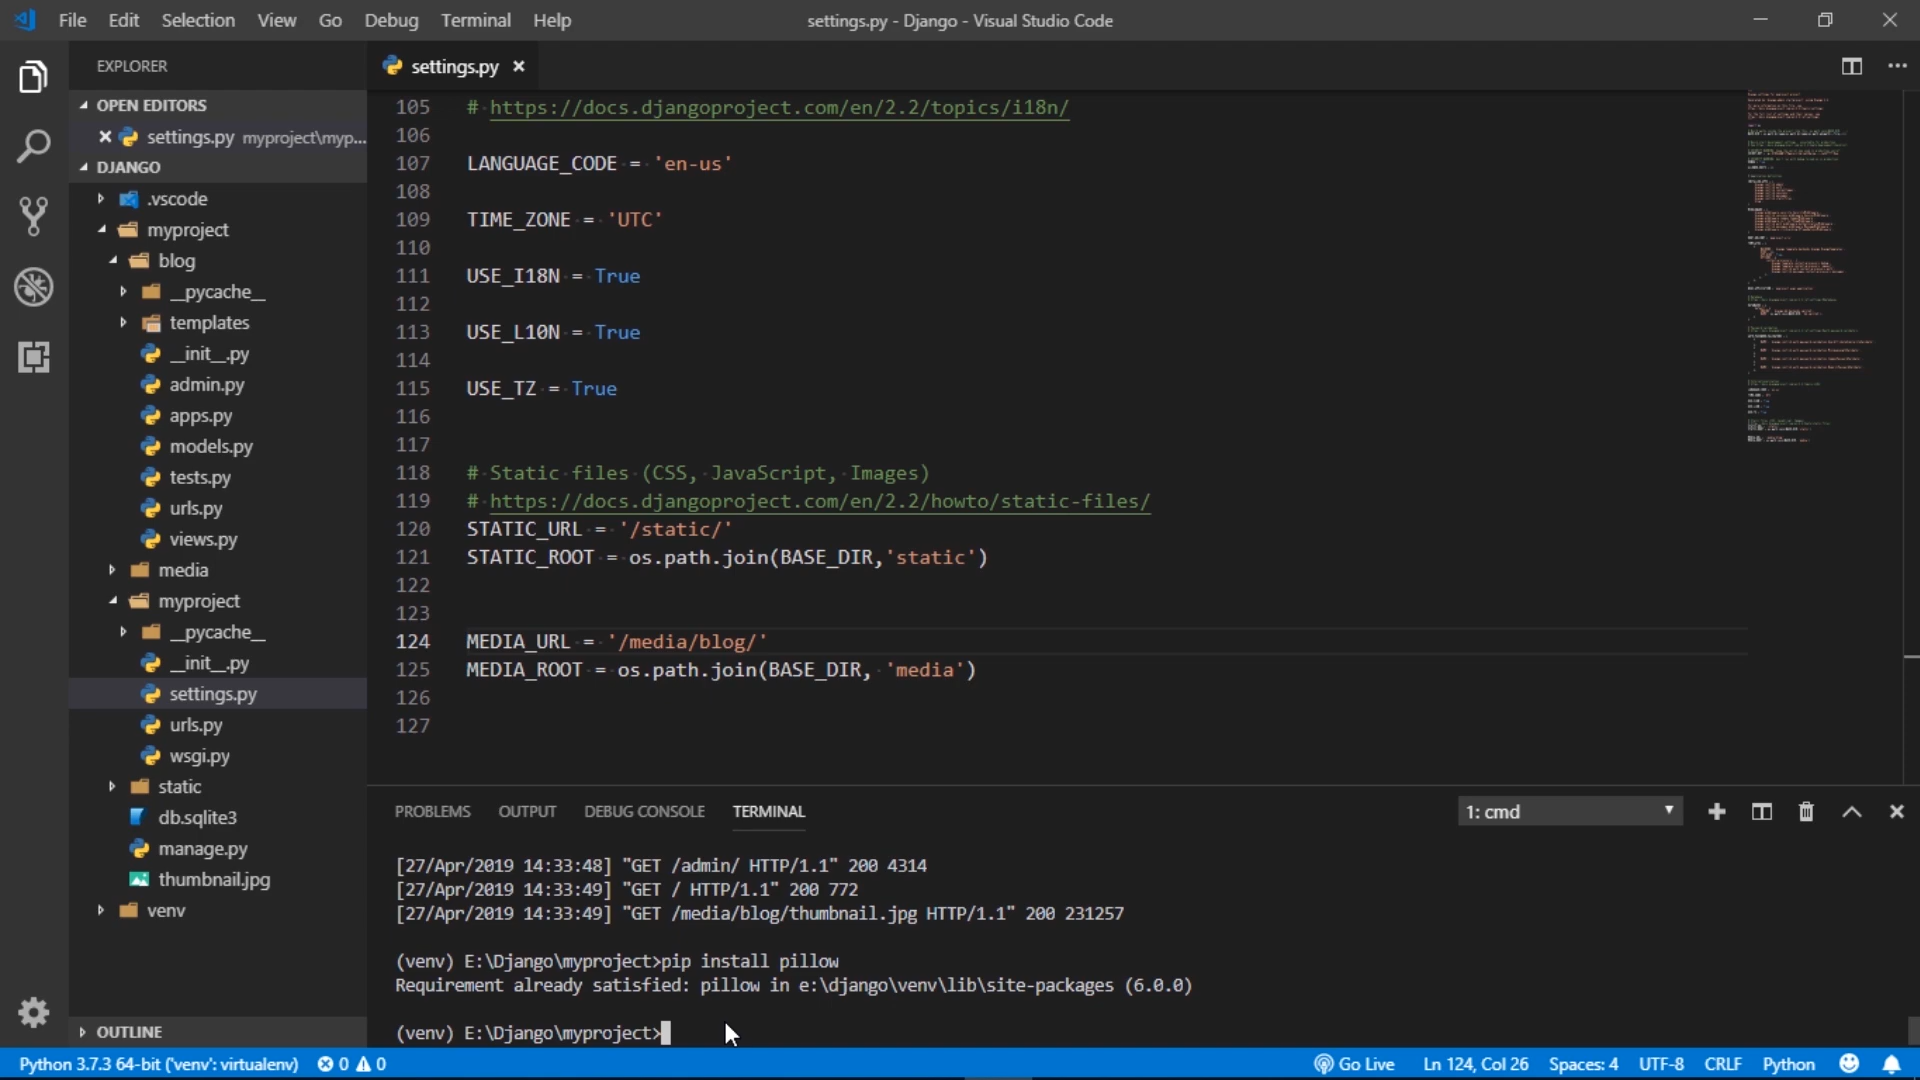 File Edit Selection View Go Debug Terminal Help
settings.py - Django - Visual Studio Code
EXPLORER
OPEN EDITORS
settings.py myproject\myp...
DJANGO
.vscode
myproject
blog
__pycache__
templates
__init__.py
admin.py
apps.py
models.py
tests.py
urls.py
views.py
media
myproject
__pycache__
__init__.py
settings.py
urls.py
wsgi.py
static
db.sqlite3
manage.py
thumbnail.jpg
venv
OUTLINE
settings.py
105 # https://docs.djangoproject.com/en/2.2/topics/i18n/
106
107 LANGUAGE_CODE = 'en-us'
108
109 TIME_ZONE = 'UTC'
110
111 USE_I18N = True
112
113 USE_L10N = True
114
115 USE_TZ = True
116
117
118 # Static files (CSS, JavaScript, Images)
119 # https://docs.djangoproject.com/en/2.2/howto/static-files/
120 STATIC_URL = '/static/'
121 STATIC_ROOT = os.path.join(BASE_DIR,'static')
122
123
124 MEDIA_URL = '/media/blog/'
125 MEDIA_ROOT = os.path.join(BASE_DIR, 'media')
126
127
PROBLEMS OUTPUT DEBUG CONSOLE TERMINAL
1: cmd
[27/Apr/2019 14:33:48] "GET /admin/ HTTP/1.1" 200 4314
[27/Apr/2019 14:33:49] "GET / HTTP/1.1" 200 772
[27/Apr/2019 14:33:49] "GET /media/blog/thumbnail.jpg HTTP/1.1" 200 231257
(venv) E:\Django\myproject>pip install pillow
Requirement already satisfied: pillow in e:\django\venv\lib\site-packages (6.0.0)
(venv) E:\Django\myproject>
Python 3.7.3 64-bit ('venv': virtualenv) 0 0 Go Live Ln 124, Col 26 Spaces: 4 UTF-8 CRLF Python